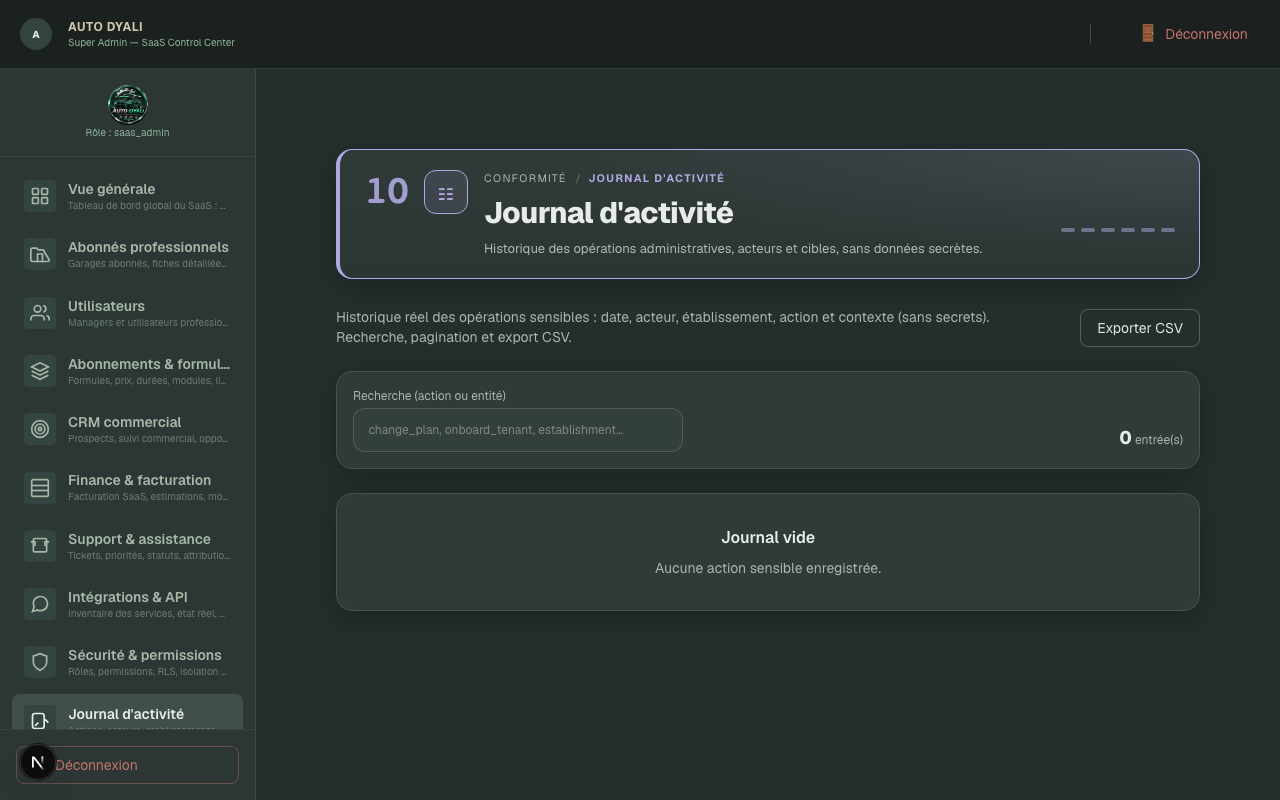 A
AUTO DYALI
Super Admin — SaaS Control Center
Déconnexion
AUTO DYALI
Rôle : saas_admin
Vue générale
Tableau de bord global du SaaS : ...
Abonnés professionnels
Garages abonnés, fiches détaillée...
Utilisateurs
Managers et utilisateurs professio...
Abonnements & formul...
Formules, prix, durées, modules, li...
CRM commercial
Prospects, suivi commercial, oppo...
Finance & facturation
Facturation SaaS, estimations, mo...
Support & assistance
Tickets, priorités, statuts, attributio...
Intégrations & API
Inventaire des services, état réel, ...
Sécurité & permissions
Rôles, permissions, RLS, isolation ...
Journal d'activité
N
Déconnexion
10
CONFORMITÉ / JOURNAL D'ACTIVITÉ
Journal d'activité
Historique des opérations administratives, acteurs et cibles, sans données secrètes.
Historique réel des opérations sensibles : date, acteur, établissement, action et contexte (sans secrets).
Recherche, pagination et export CSV.
Exporter CSV
Recherche (action ou entité)
change_plan, onboard_tenant, establishment...
0 entrée(s)
Journal vide
Aucune action sensible enregistrée.